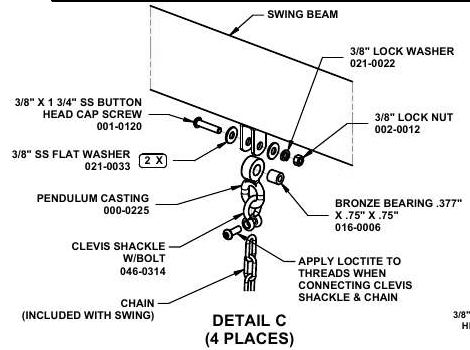 SWING BEAM
3/8" LOCK WASHER
021-0022
3/8" X 1 3/4" SS BUTTON
HEAD CAP SCREW
001-0120
3/8" LOCK NUT
002-0012
3/8" SS FLAT WASHER
021-0033
2 X
PENDULUM CASTING
000-0225
BRONZE BEARING .377"
X .75" X .75"
016-0006
CLEVIS SHACKLE
W/BOLT
046-0314
APPLY LOCTITE TO
THREADS WHEN
CONNECTING CLEVIS
SHACKLE & CHAIN
CHAIN
(INCLUDED WITH SWING)
DETAIL C
(4 PLACES)
3/8"